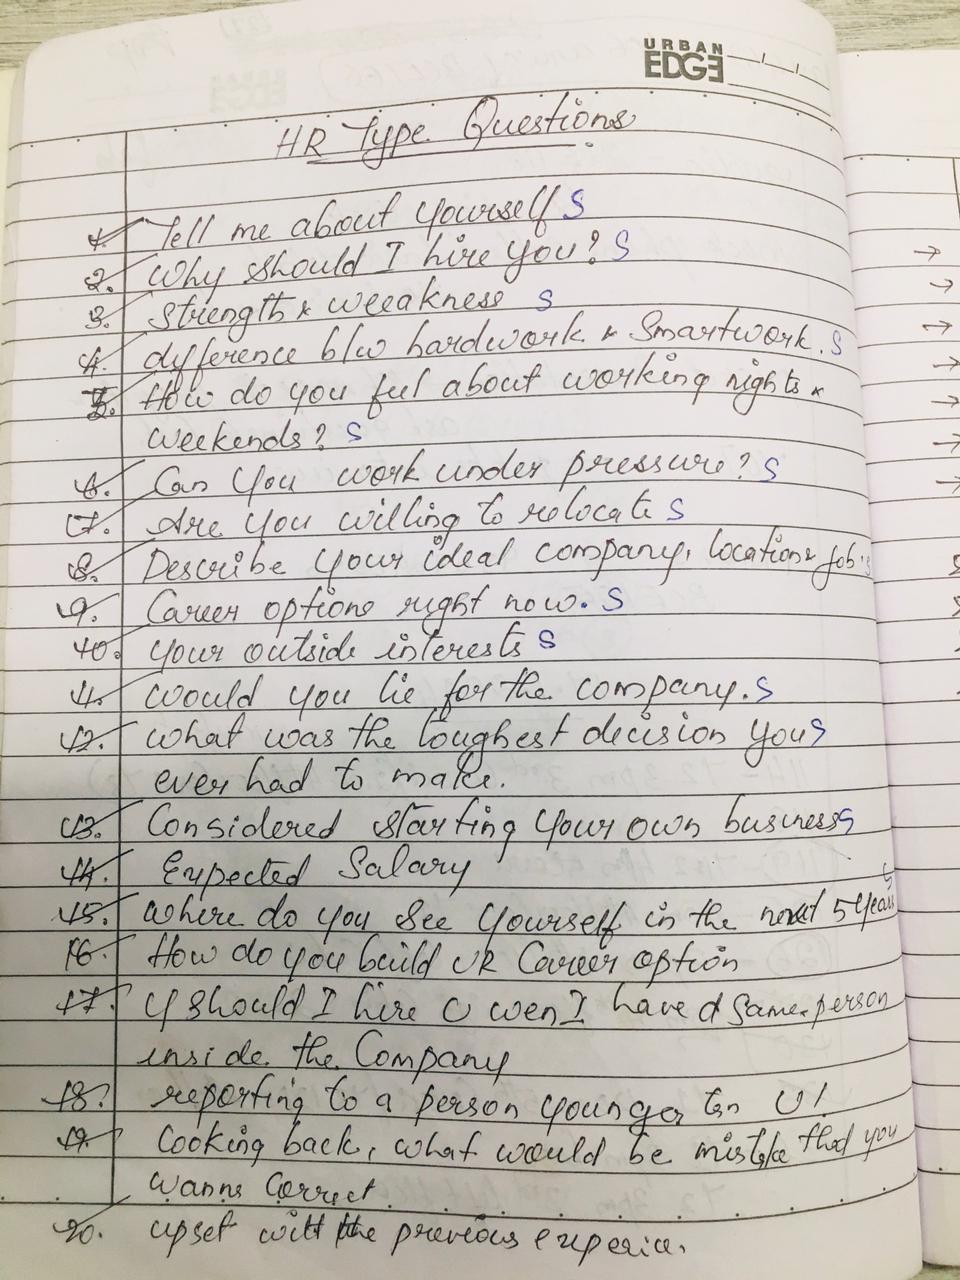 URBAN
EDGE
HR Type Questions
1. Tell me about yourself S
2. Why should I hire you? S
3. Strength & weeakness S
4. difference b/w hardwork & Smartwork. S
5. How do you feel about working nights &
weekends? S
6. Can you work under pressure? S
7. Are you willing to relocate S
8. Describe your ideal company, location & job's
9. Career options right now. S
10. your outside interests S
11. would you lie for the company. S
12. what was the toughest decision you S
ever had to make.
13. Considered starting your own business S
14. Expected Salary
15. where do you see yourself in the next 5 years
16. How do you build UR Career option
17. Y should I hire U wen I have d same person
inside the Company
18. reporting to a person younger tan U!
19. Looking back, what would be mistake that you
wanna Correct
20. upset with the previous experice.